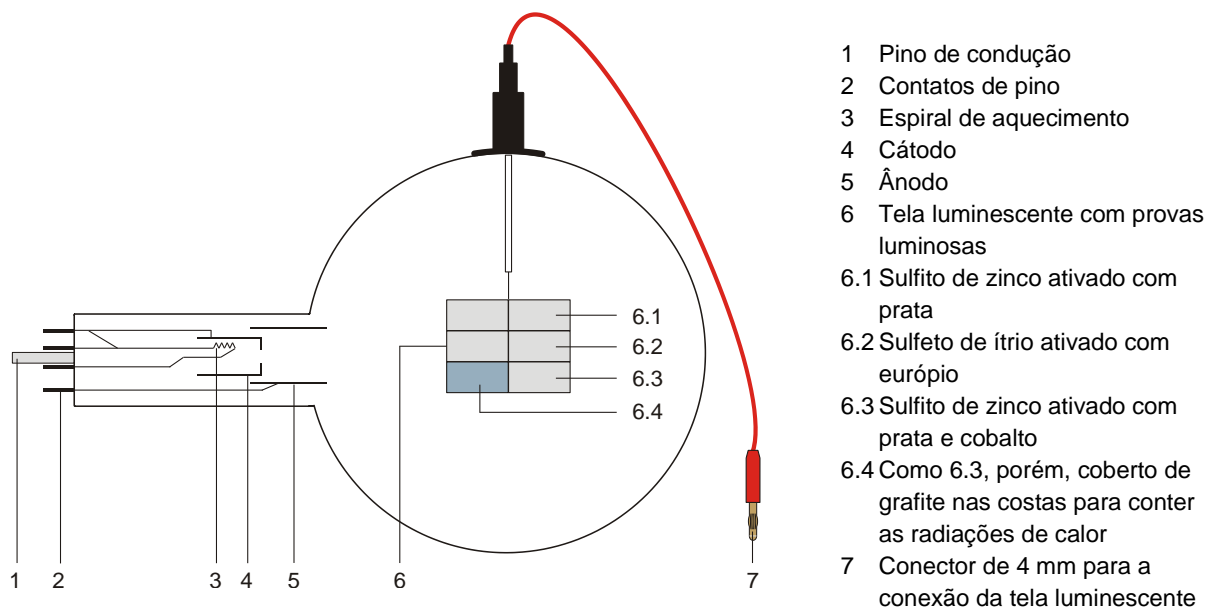 6.1
6.2
6.3
6.4
1 2 3 4 5 6 7
1 Pino de condução
2 Contatos de pino
3 Espiral de aquecimento
4 Cátodo
5 Ânodo
6 Tela luminescente com provas
luminosas
6.1 Sulfito de zinco ativado com
prata
6.2 Sulfeto de ítrio ativado com
európio
6.3 Sulfito de zinco ativado com
prata e cobalto
6.4 Como 6.3, porém, coberto de
grafite nas costas para conter
as radiações de calor
7 Conector de 4 mm para a
conexão da tela luminescente